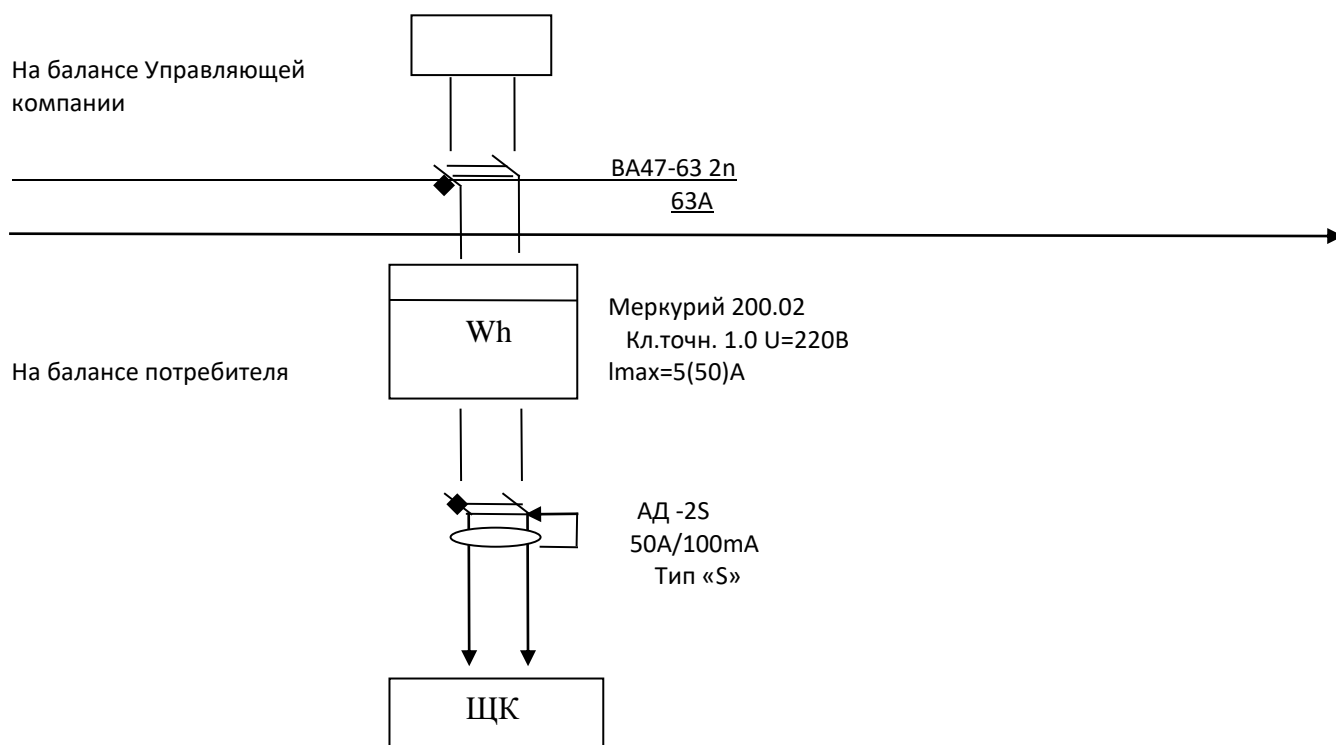 На балансе Управляющей
компании
ВА47-63 2п
63А
Wh
Меркурий 200.02
Кл.точн. 1.0 U=220В
На балансе потребителя
Imax=5(50)А
АД -2S
50А/100mA
Тип «S»
ЩК